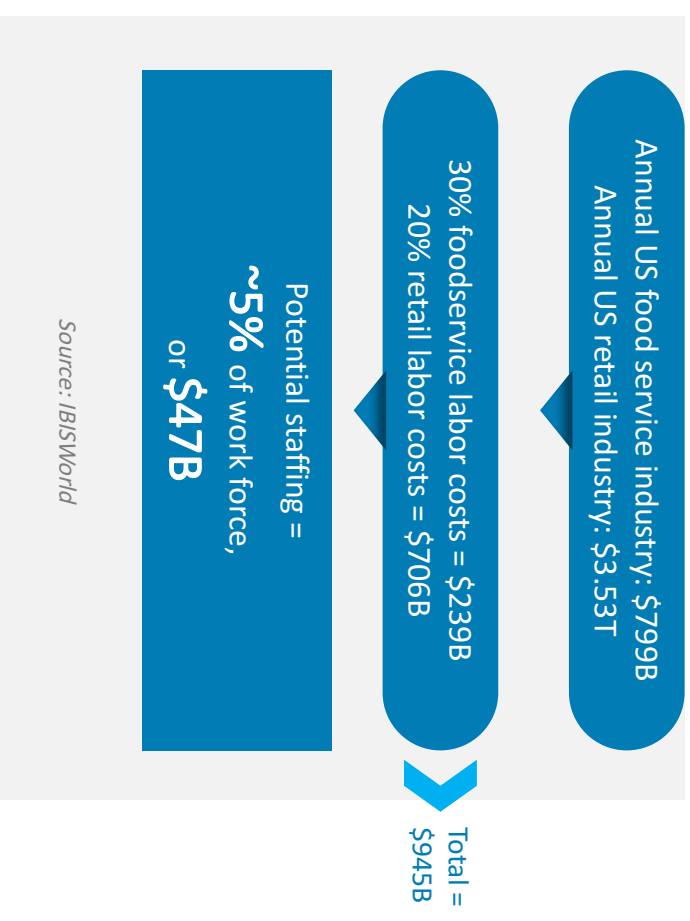 Annual US food service industry: $799B
Annual US retail industry: $3.53T
30% foodservice labor costs = $239B
20% retail labor costs = $706B
Total =
$945B
Potential staffing =
~5% of work force,
or $47B
Source: IBISWorld